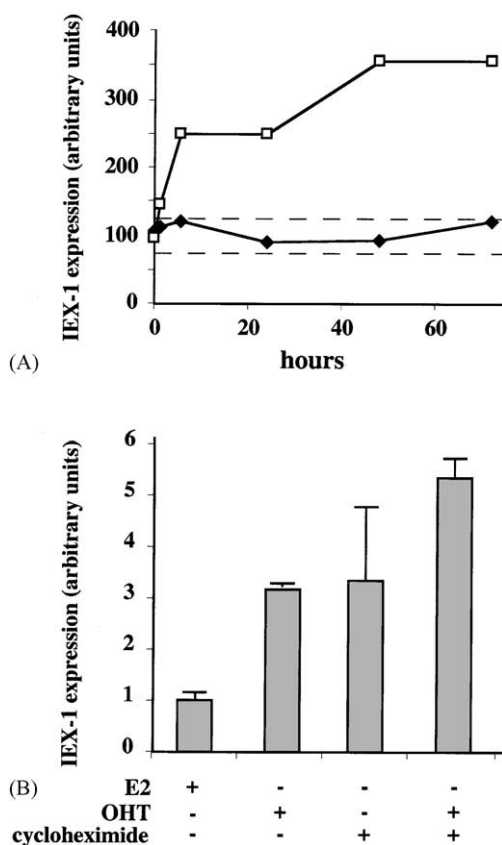 400
300
200
100
0
IEX-1 expression (arbitrary units)
0 20 40 60
hours
(A)
6
5
4
3
2
1
0
IEX-1 expression (arbitrary units)
(B)
E2 + - - -
OHT - + - +
cycloheximide - - + +